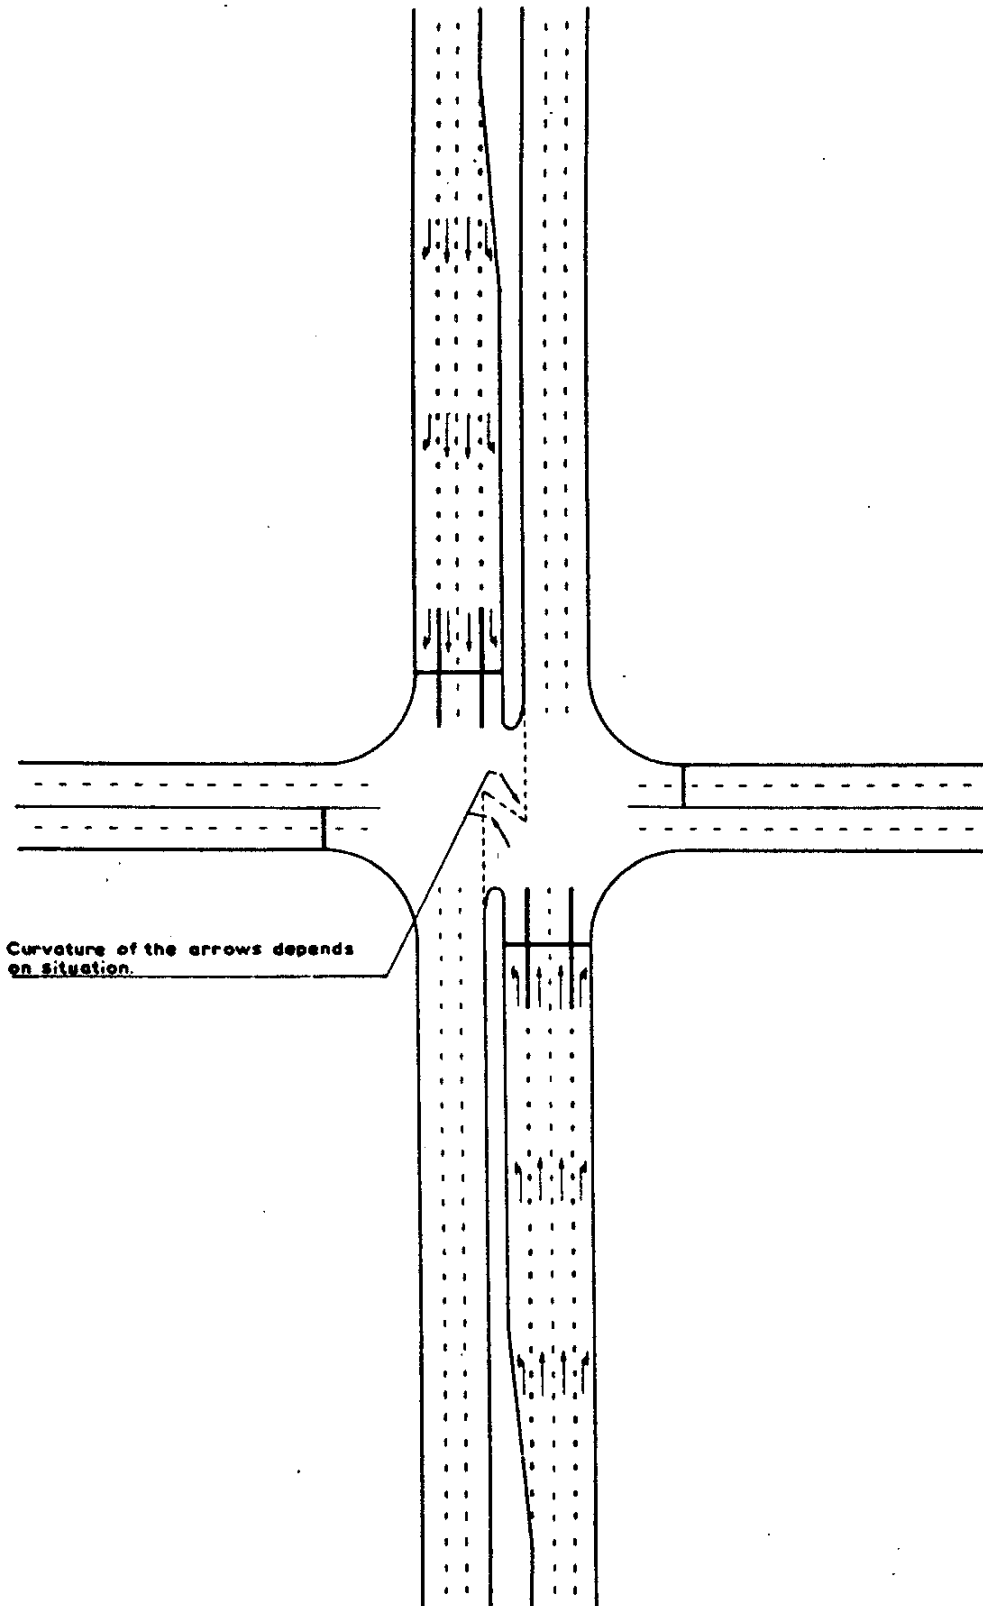 Curvature of the arrows depends
on situation.